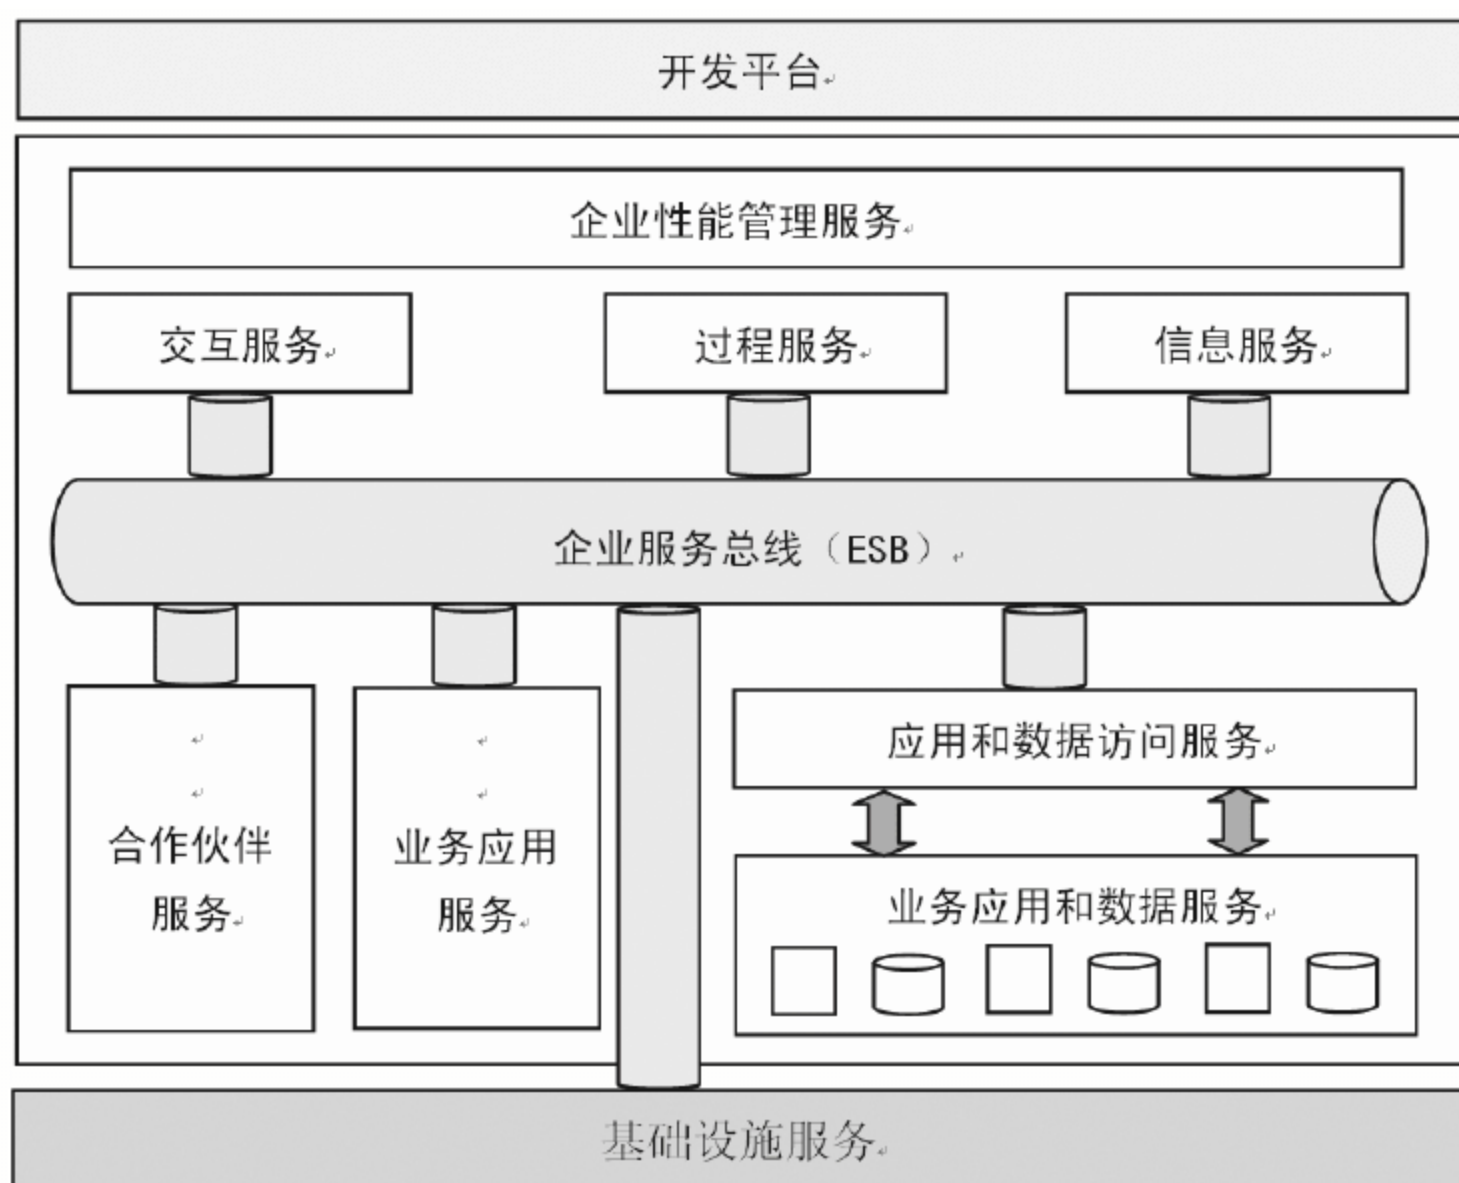 开发平台
企业性能管理服务
交互服务
过程服务
信息服务
企业服务总线（ESB）
合作伙伴
服务
业务应用
服务
应用和数据访问服务
业务应用和数据服务
基础设施服务